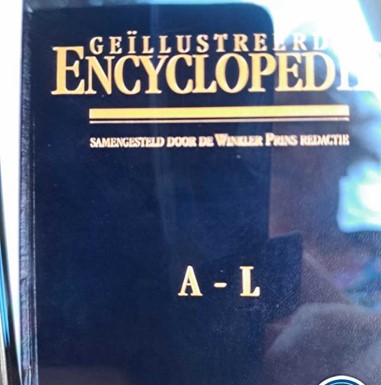 GEÏLLUSTREERD
ENCYCLOPEDI
SAMENGESTELD DOOR DE WINKLER PRINS REDACTIE
A - L